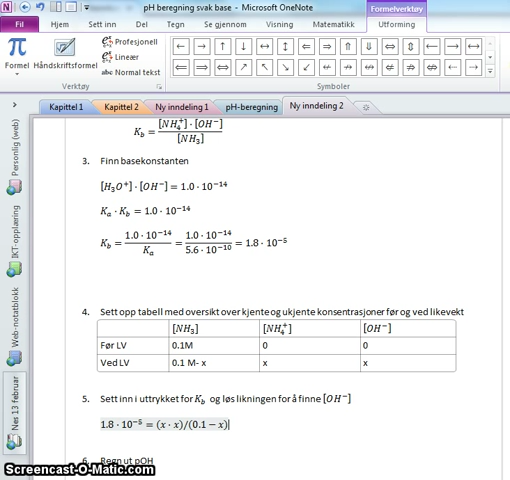 pH beregning svak base - Microsoft OneNote
Formelverktøy
Fil Hjem Sett inn Del Tegn Se gjennom Visning Matematikk Utforming
π Formel Håndskriftsformel
Profesjonell
Lineær
abc Normal tekst
Verktøy Symboler
Kapittel 1 Kapittel 2 Ny inndeling 1 pH-beregning Ny inndeling 2
Personlig (web)
IKT-opplæring
Web-notatblokk
Nes 13 februar
K_b = [NH_4^+]·[OH^-] / [NH_3]
3. Finn basekonstanten
[H_3O^+]·[OH^-] = 1.0·10^-14
K_a · K_b = 1.0·10^-14
K_b = 1.0·10^-14 / K_a = 1.0·10^-14 / 5.6·10^-10 = 1.8·10^-5
4. Sett opp tabell med oversikt over kjente og ukjente konsentrasjoner før og ved likevekt
[NH_3] [NH_4^+] [OH^-]
Før LV 0.1M 0 0
Ved LV 0.1 M- x x x
5. Sett inn i uttrykket for K_b og løs likningen for å finne [OH^-]
1.8·10^-5 = (x·x)/(0.1−x)
6. Regn ut pOH
Screencast-O-Matic.com